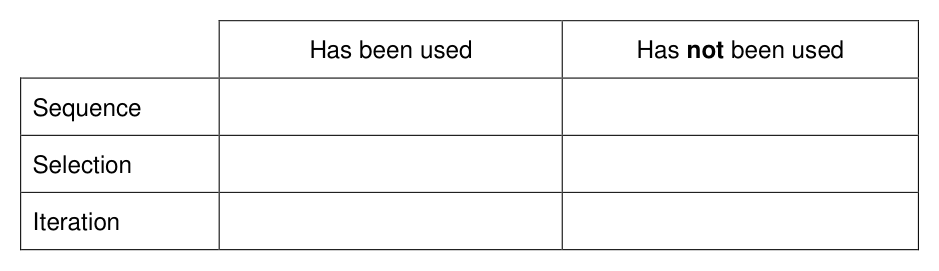 Has been used Has not been used
Sequence
Selection
Iteration